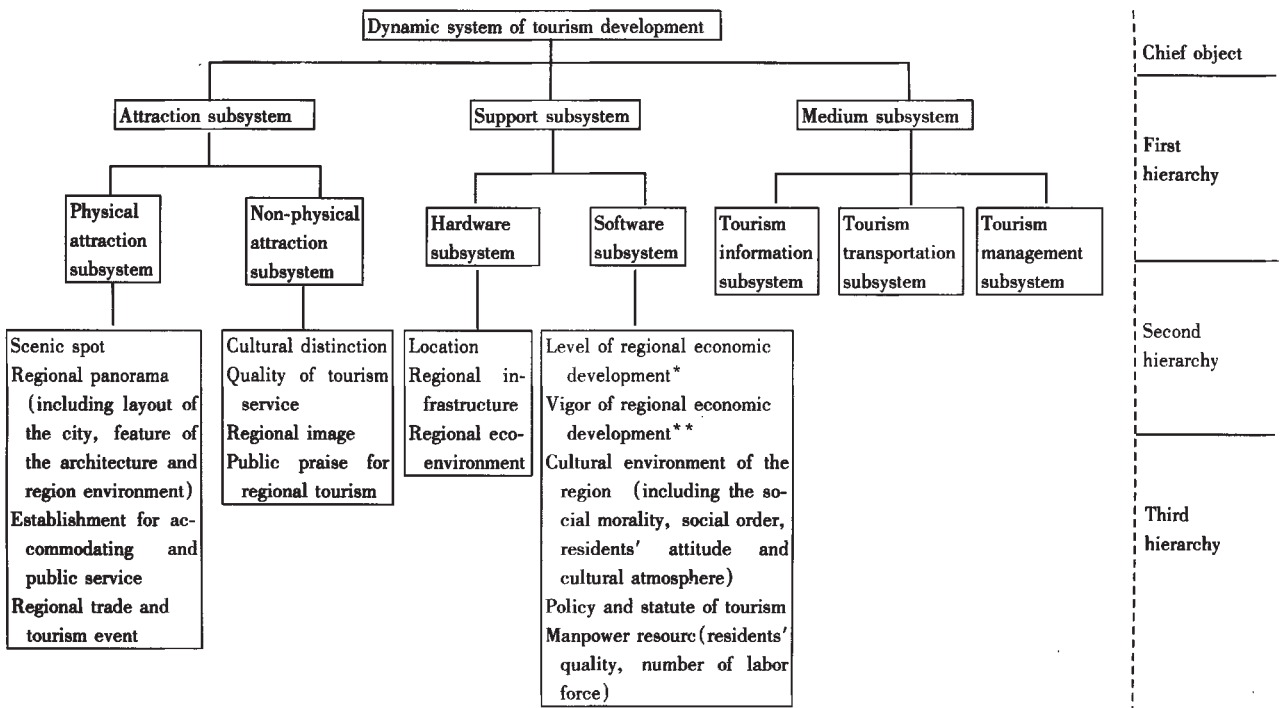 Dynamic system of tourism development
Chief object
Attraction subsystem
Support subsystem
Medium subsystem
First
hierarchy
Physical
attraction
subsystem
Non-physical
attraction
subsystem
Hardware
subsystem
Software
subsystem
Tourism
information
subsystem
Tourism
transportation
subsystem
Tourism
management
subsystem
Second
hierarchy
Scenic spot
Regional panorama
(including layout of
the city, feature of
the architecture and
region environment)
Establishment for ac-
commodating and
public service
Regional trade and
tourism event
Cultural distinction
Quality of tourism
service
Regional image
Public praise for
regional tourism
Location
Regional in-
frastructure
Regional eco-
environment
Level of regional economic
development*
Vigor of regional economic
development**
Cultural environment of the
region (including the so-
cial morality, social order,
residents' attitude and
cultural atmosphere)
Policy and statute of tourism
Manpower resourc(residents'
quality, number of labor
force)
Third
hierarchy